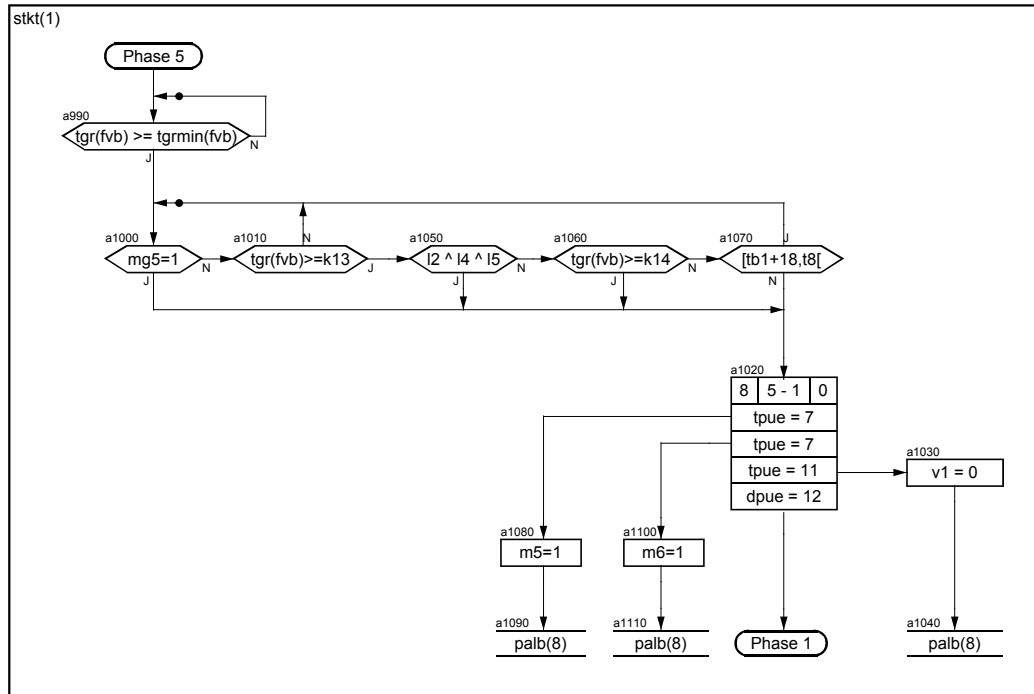 stkt(1)
Phase 5
a990
tgr(fvb) >= tgrmin(fvb)
N
J
a1000
mg5=1
N
J
a1010
N
tgr(fvb)>=k13
J
a1050
l2 ^ l4 ^ l5
N
J
a1060
tgr(fvb)>=k14
N
J
a1070
J
[tb1+18,t8[
N
a1020
8 5 - 1 0
tpue = 7
tpue = 7
tpue = 11
dpue = 12
a1030
v1 = 0
a1080
m5=1
a1100
m6=1
a1090
palb(8)
a1110
palb(8)
Phase 1
a1040
palb(8)